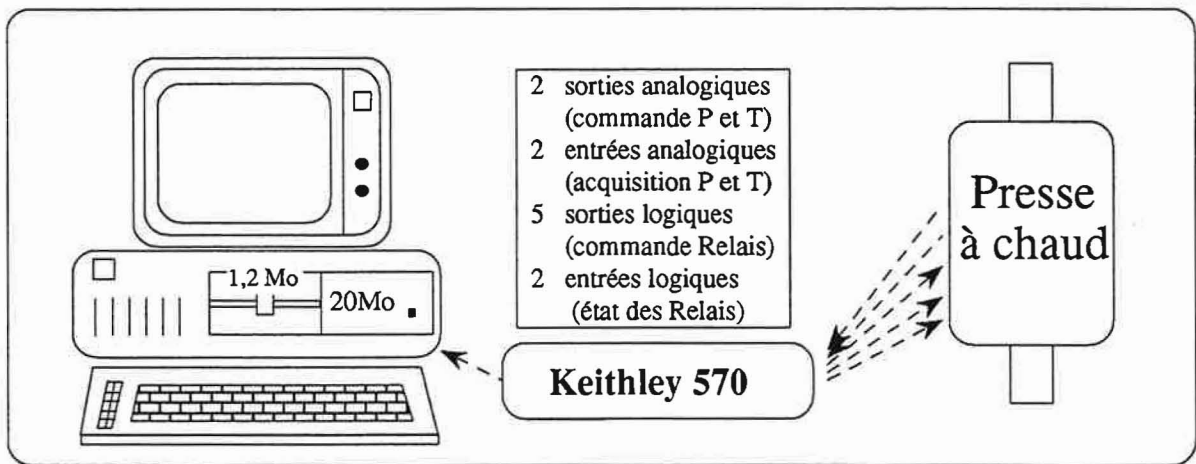 1,2 Mo
20Mo
2 sorties analogiques
(commande P et T)
2 entrées analogiques
(acquisition P et T)
5 sorties logiques
(commande Relais)
2 entrées logiques
(état des Relais)
Keithley 570
Presse
à chaud